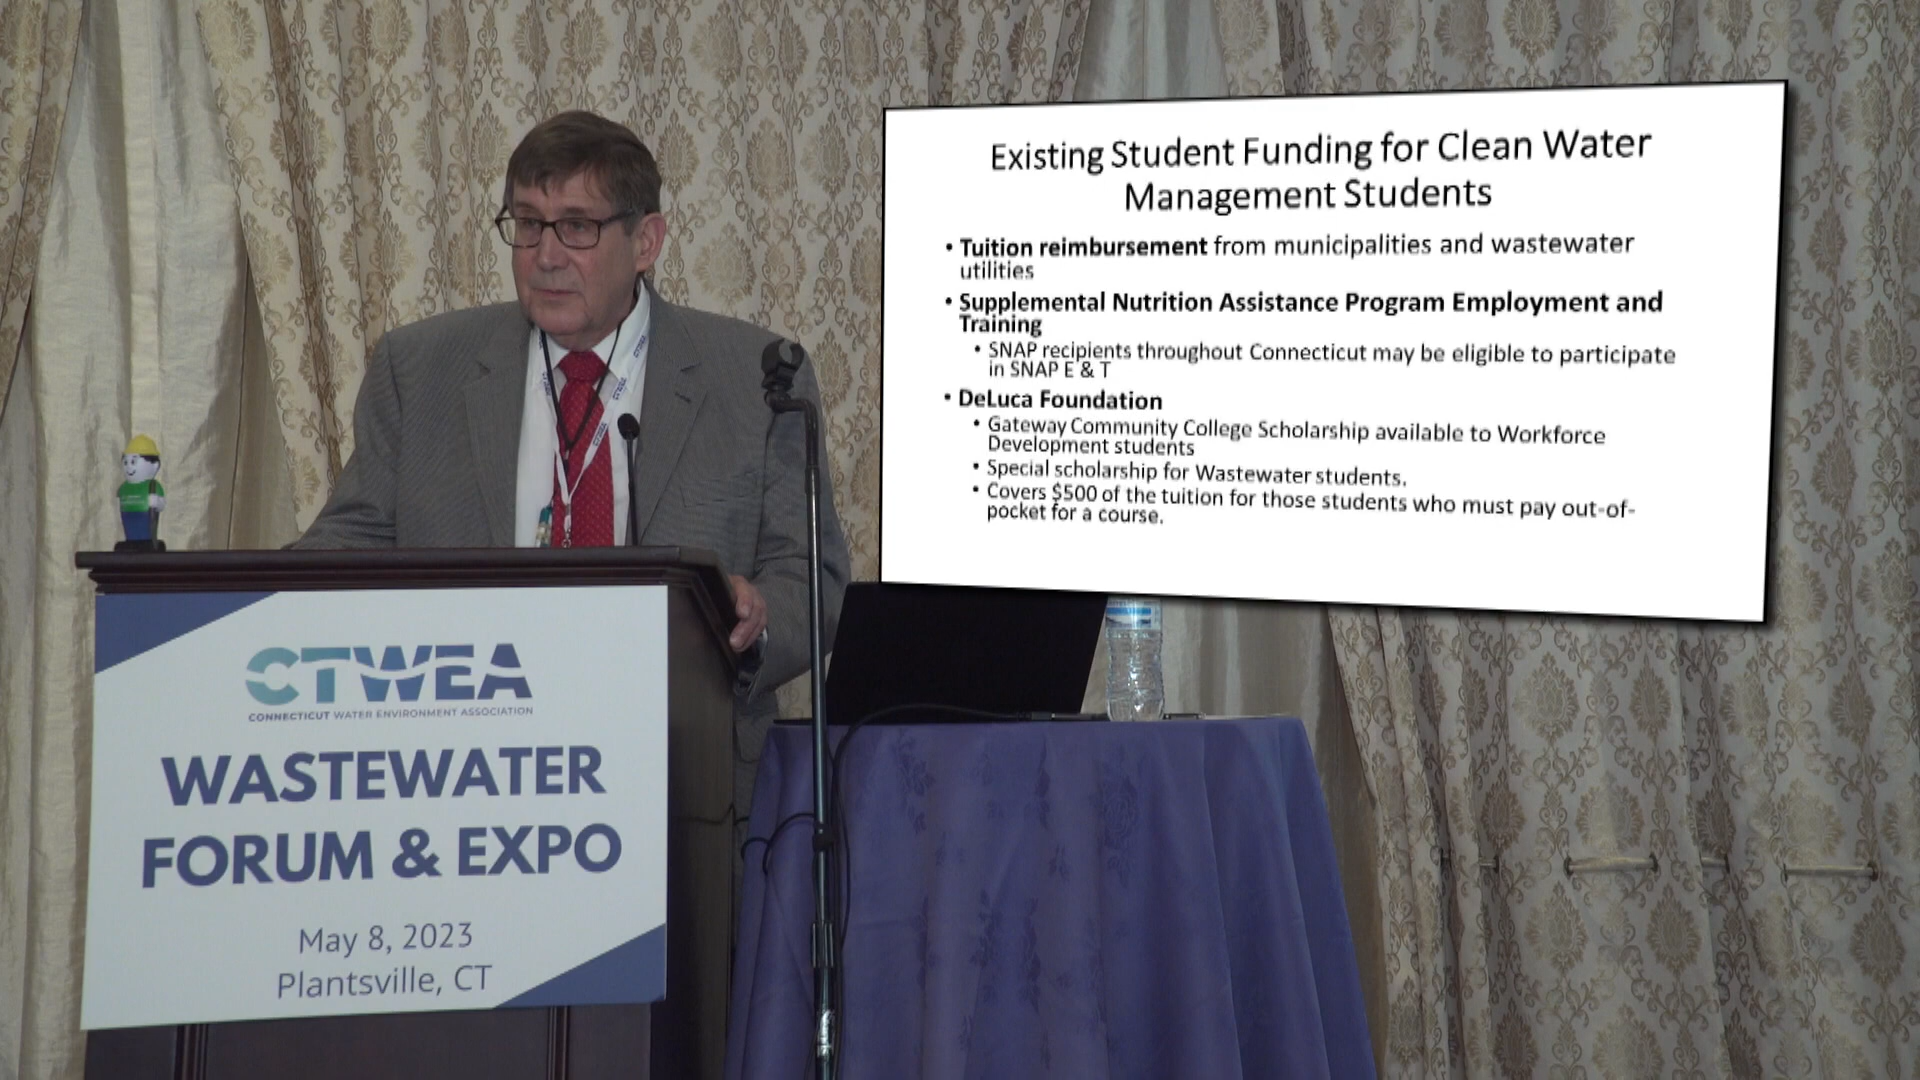 Existing Student Funding for Clean Water
Management Students
• Tuition reimbursement from municipalities and wastewater
utilities
• Supplemental Nutrition Assistance Program Employment and
Training
• SNAP recipients throughout Connecticut may be eligible to participate
in SNAP E & T
• DeLuca Foundation
• Gateway Community College Scholarship available to Workforce
Development students
• Special scholarship for Wastewater students.
• Covers $500 of the tuition for those students who must pay out-of-
pocket for a course.
CTWEA
CONNECTICUT WATER ENVIRONMENT ASSOCIATION
WASTEWATER
FORUM & EXPO
May 8, 2023
Plantsville, CT
CTWEA